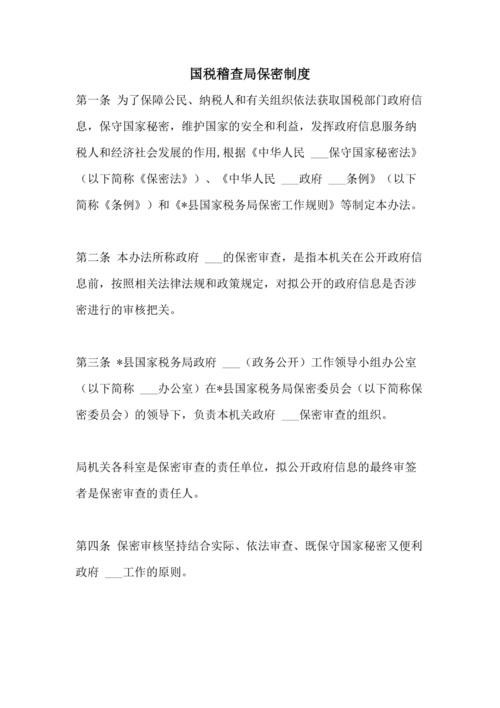 国税稽查局保密制度
第一条 为了保障公民、纳税人和有关组织依法获取国税部门政府信
息，保守国家秘密，维护国家的安全和利益，发挥政府信息服务纳
税人和经济社会发展的作用,根据《中华人民 ___保守国家秘密法》
（以下简称《保密法》）、《中华人民 ___政府 ___条例》（以下
简称《条例》）和《*县国家税务局保密工作规则》等制定本办法。
第二条 本办法所称政府 ___的保密审查，是指本机关在公开政府信
息前，按照相关法律法规和政策规定，对拟公开的政府信息是否涉
密进行的审核把关。
第三条 *县国家税务局政府 ___（政务公开）工作领导小组办公室
（以下简称 ___办公室）在*县国家税务局保密委员会（以下简称保
密委员会）的领导下，负责本机关政府 ___保密审查的组织。
局机关各科室是保密审查的责任单位，拟公开政府信息的最终审签
者是保密审查的责任人。
第四条 保密审核坚持结合实际、依法审查、既保守国家秘密又便利
政府 ___工作的原则。